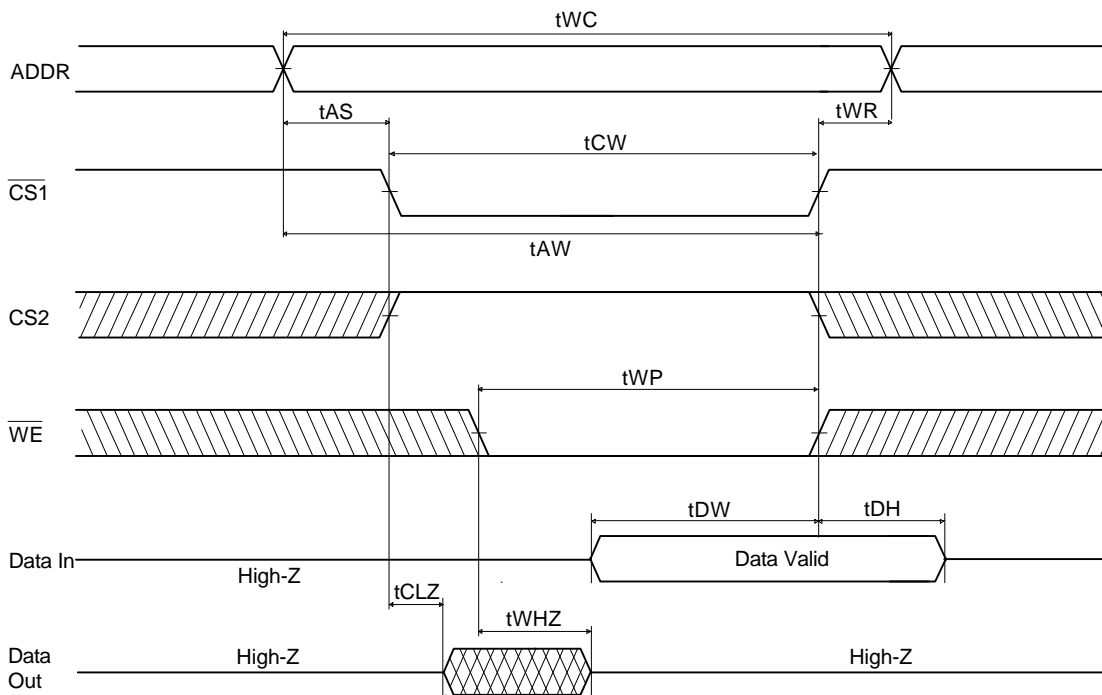 tWC
ADDR
tAS
tWR
tCW
CS1
tAW
CS2
tWP
WE
tDW
tDH
Data In
Data Valid
High-Z
tCLZ
tWHZ
Data
Out
High-Z
High-Z